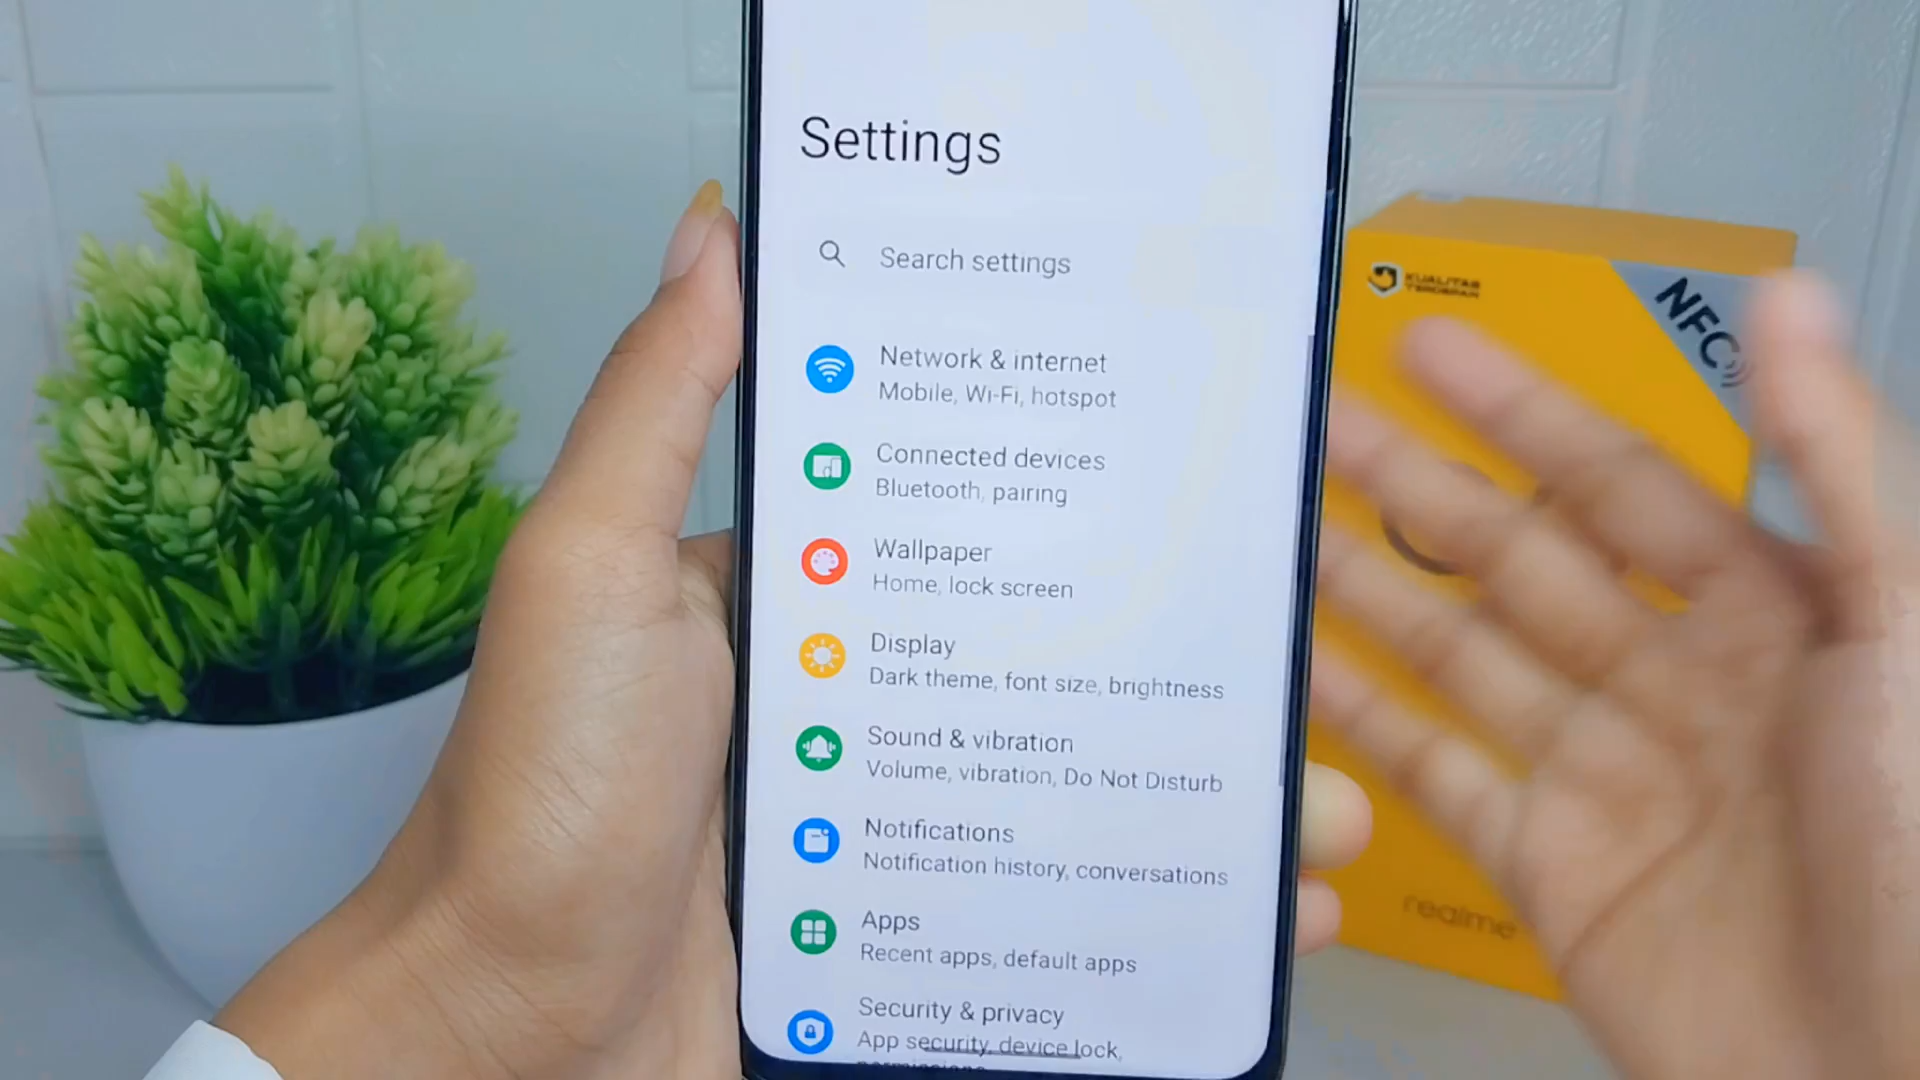 Settings
Search settings
Network & internet
Mobile, Wi-Fi, hotspot
Connected devices
Bluetooth, pairing
Wallpaper
Home, lock screen
Display
Dark theme, font size, brightness
Sound & vibration
Volume, vibration, Do Not Disturb
Notifications
Notification history, conversations
Apps
Recent apps, default apps
Security & privacy
App security, device lock,
permissions
KUALITAS
NFC
realme